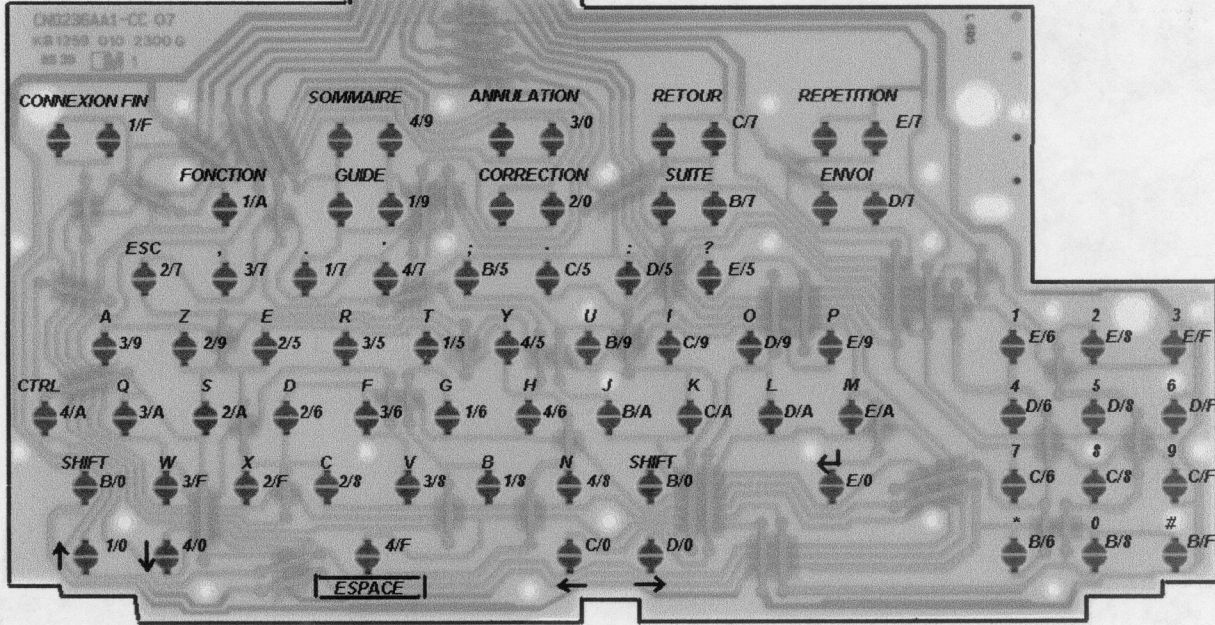 CN0236AA1-CC 07
KB1259 010 2300G
CONNEXION FIN SOMMAIRE ANNULATION RETOUR REPETITION
1/F 4/9 3/0 C/7 E/7
FONCTION GUIDE CORRECTION SUITE ENVOI
1/A 1/9 2/0 B/7 D/7
ESC , . ' ; - : ?
2/7 3/7 1/7 4/7 B/5 C/5 D/5 E/5
A Z E R T Y U I O P 1 2 3
3/9 2/9 2/5 3/5 1/5 4/5 B/9 C/9 D/9 E/9 E/6 E/8 E/F
CTRL Q S D F G H J K L M 4 5 6
4/A 3/A 2/A 2/6 3/6 1/6 4/6 B/A C/A D/A E/A D/6 D/8 D/F
SHIFT W X C V B N SHIFT ↵ 7 8 9
B/0 3/F 2/F 2/8 3/8 1/8 4/8 B/0 E/0 C/6 C/8 C/F
* 0 #
↑ 1/0 ↓ 4/0 4/F C/0 D/0 B/6 B/8 B/F
ESPACE ← →